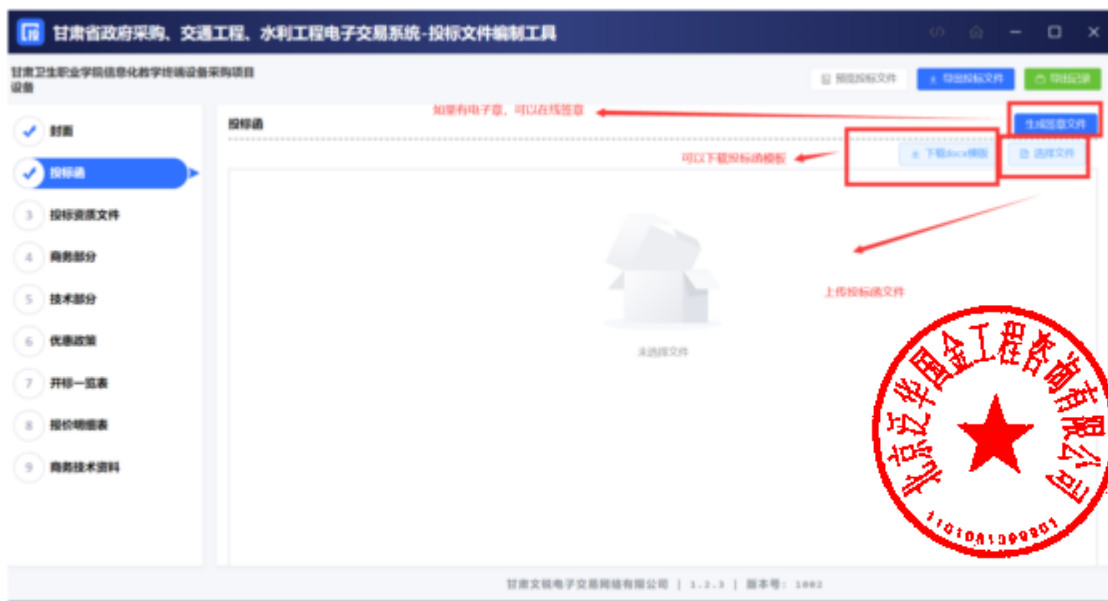 甘肃省政府采购、交通工程、水利工程电子交易系统-投标文件编制工具
甘肃卫生职业学院信息化教学终端设备采购项目
设备
预览投标文件
导出投标文件
导出记录
如果有电子章，可以在线签章
封面
投标函
生成签章文件
可以下载投标函模板
下载docx模版
选择文件
投标函
3 投标资质文件
4 商务部分
5 技术部分
上传投标函文件
6 优惠政策
未选择文件
7 开标一览表
8 报价明细表
9 商务技术资料
北京泛华国金工程咨询有限公司
甘肃文锐电子交易网络有限公司 | 1.2.3 | 版本号: 1002